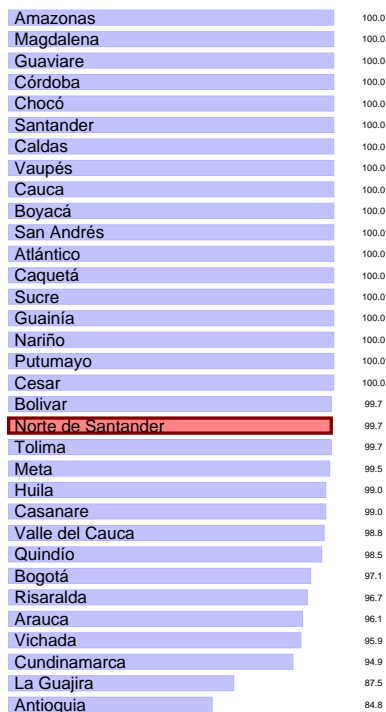 Amazonas 100.0
Magdalena 100.0
Guaviare 100.0
Córdoba 100.0
Chocó 100.0
Santander 100.0
Caldas 100.0
Vaupés 100.0
Cauca 100.0
Boyacá 100.0
San Andrés 100.0
Atlántico 100.0
Caquetá 100.0
Sucre 100.0
Guainía 100.0
Nariño 100.0
Putumayo 100.0
Cesar 100.0
Bolivar 99.7
Norte de Santander 99.7
Tolima 99.7
Meta 99.5
Huila 99.0
Casanare 99.0
Valle del Cauca 98.8
Quindío 98.5
Bogotá 97.1
Risaralda 96.7
Arauca 96.1
Vichada 95.9
Cundinamarca 94.9
La Guajira 87.5
Antioquia 84.8